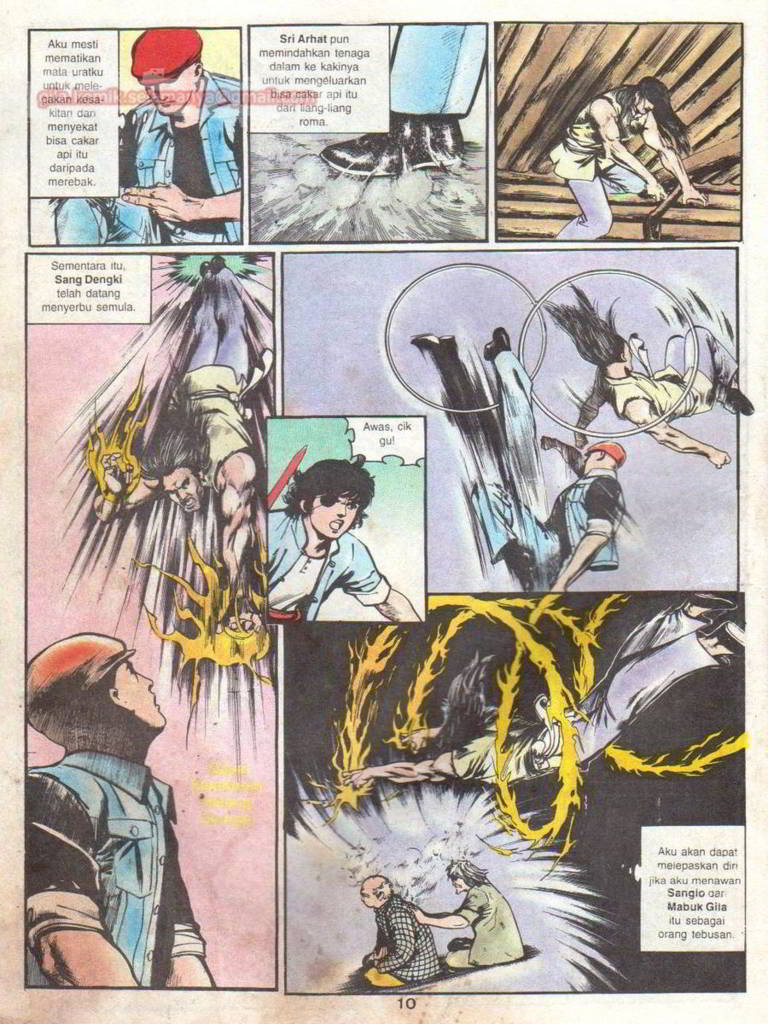 Aku mesti
mematikan
mata uratku
untuk mele-
gakan kesa-
kitan dan
menyekat
bisa cakar
api itu
daripada
merebak.
Sri Arhat pun
memindahkan tenaga
dalam ke kakinya
untuk mengeluarkan
bisa cakar api itu
dari liang-liang
roma.
Sementara itu,
Sang Dengki
telah datang
menyerbu semula.
Awas, cik
gu!
Aku akan dapat
melepaskan diri
jika aku menawan
Sangio dan
Mabuk Gila
itu sebagai
orang tebusan.
10